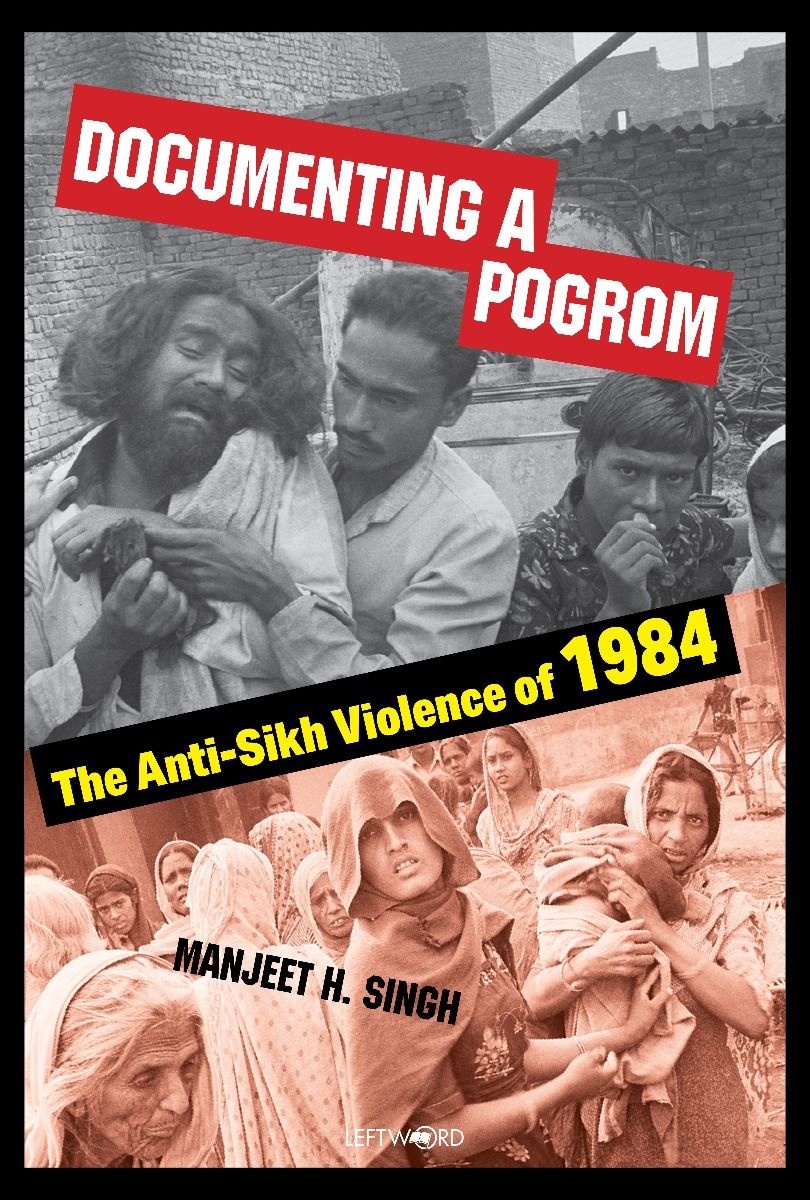 DOCUMENTING A
POGROM
The Anti-Sikh Violence of 1984
MANJEET H. SINGH
LEFTWORD